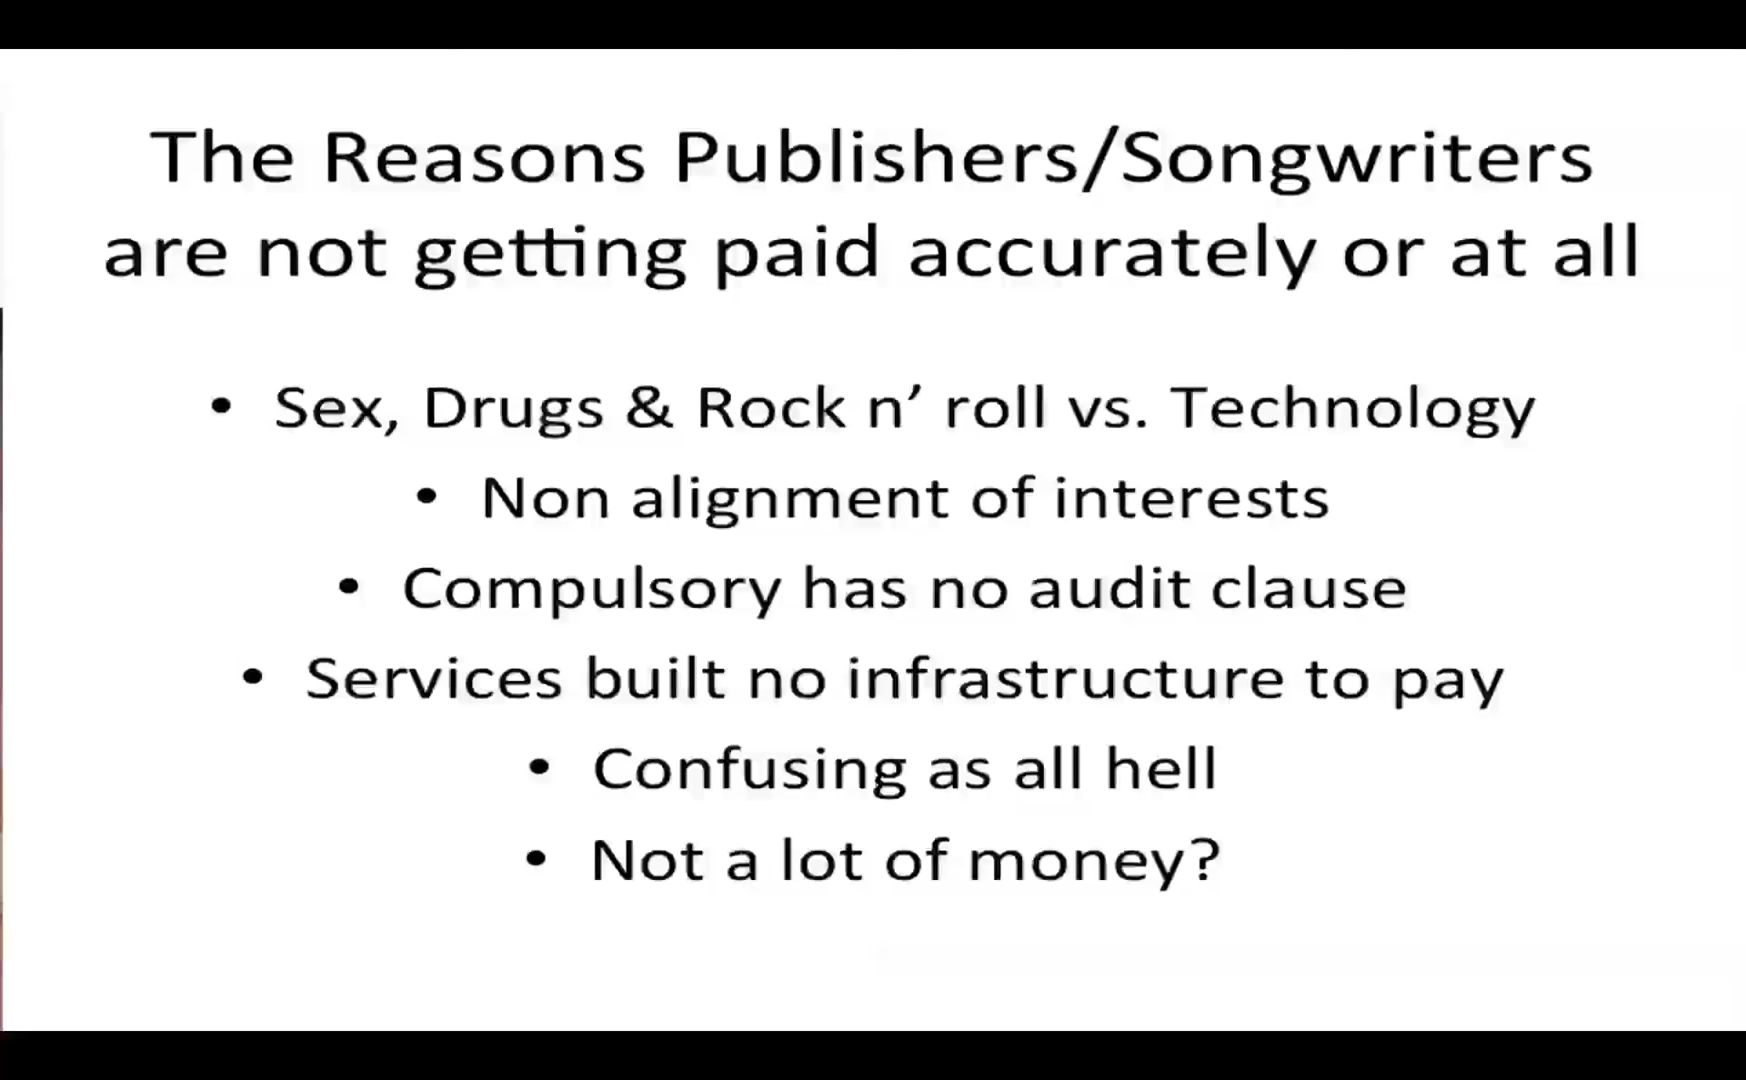 The Reasons Publishers/Songwriters
are not getting paid accurately or at all
• Sex, Drugs & Rock n’ roll vs. Technology
• Non alignment of interests
• Compulsory has no audit clause
• Services built no infrastructure to pay
• Confusing as all hell
• Not a lot of money?